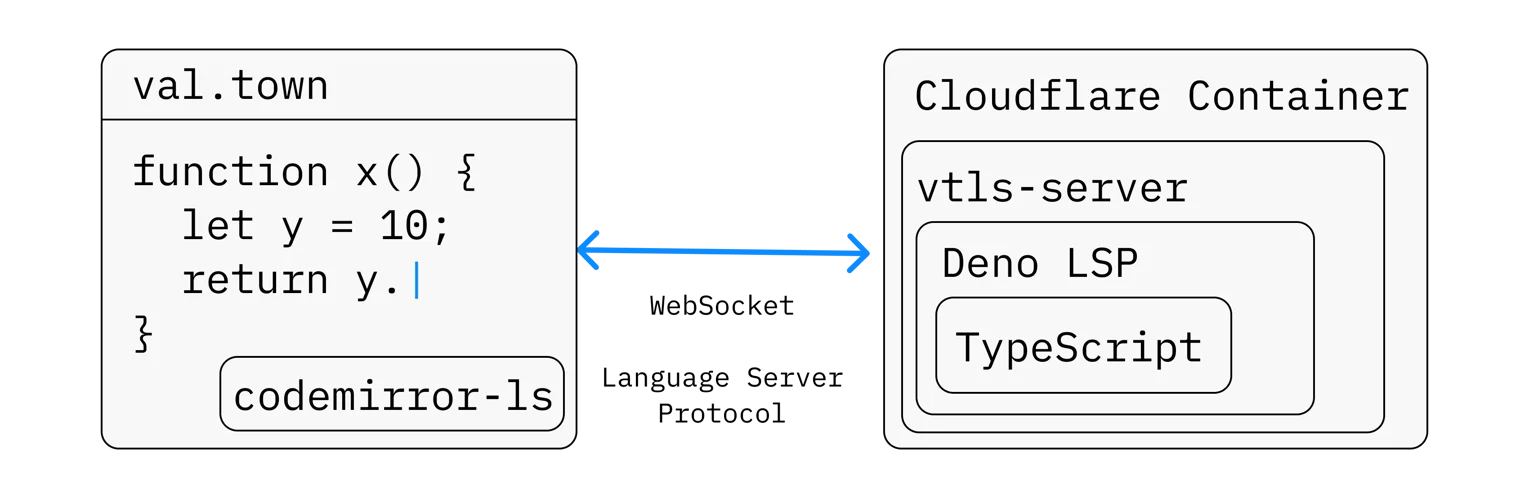 val.town
function x() {
  let y = 10;
  return y.
}
codemirror-ls
WebSocket
Language Server
Protocol
Cloudflare Container
vtls-server
Deno LSP
TypeScript